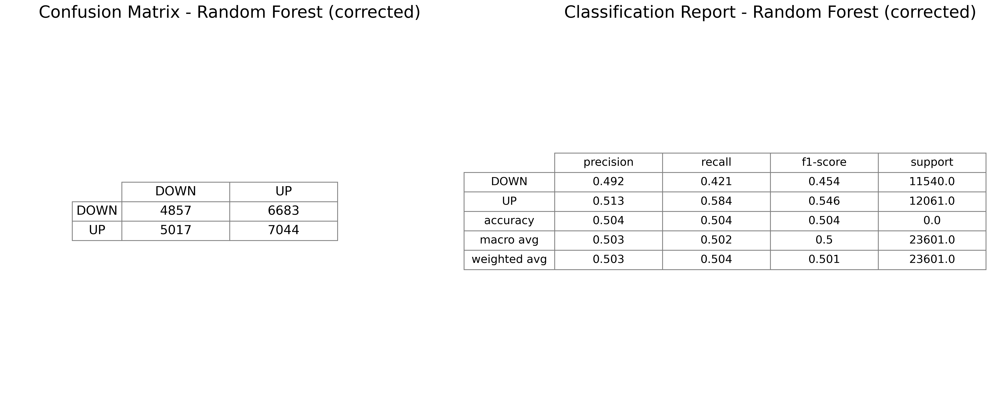 Confusion Matrix - Random Forest (corrected)
DOWN UP
DOWN 4857 6683
UP 5017 7044
Classification Report - Random Forest (corrected)
precision recall f1-score support
DOWN 0.492 0.421 0.454 11540.0
UP 0.513 0.584 0.546 12061.0
accuracy 0.504 0.504 0.504 0.0
macro avg 0.503 0.502 0.5 23601.0
weighted avg 0.503 0.504 0.501 23601.0